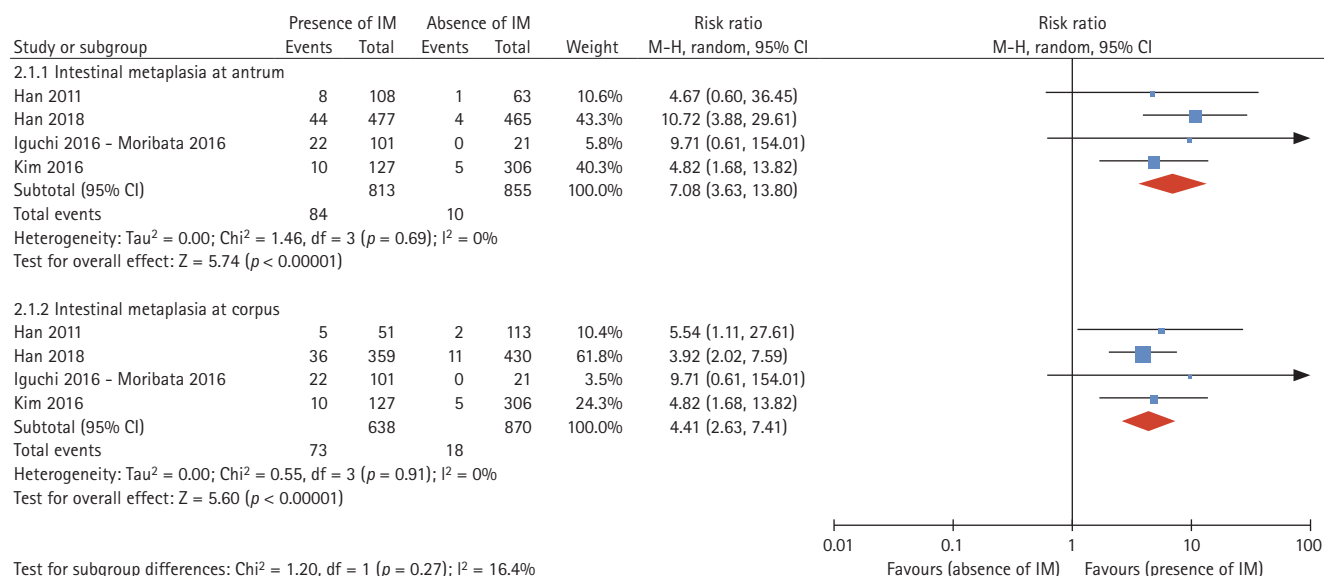 Presence of IM Absence of IM Risk ratio Risk ratio
Study or subgroup Events Total Events Total Weight M-H, random, 95% CI M-H, random, 95% CI
2.1.1 Intestinal metaplasia at antrum
Han 2011 8 108 1 63 10.6% 4.67 (0.60, 36.45)
Han 2018 44 477 4 465 43.3% 10.72 (3.88, 29.61)
Iguchi 2016 - Moribata 2016 22 101 0 21 5.8% 9.71 (0.61, 154.01)
Kim 2016 10 127 5 306 40.3% 4.82 (1.68, 13.82)
Subtotal (95% CI) 813 855 100.0% 7.08 (3.63, 13.80)
Total events 84 10
Heterogeneity: Tau² = 0.00; Chi² = 1.46, df = 3 (p = 0.69); I² = 0%
Test for overall effect: Z = 5.74 (p < 0.00001)
2.1.2 Intestinal metaplasia at corpus
Han 2011 5 51 2 113 10.4% 5.54 (1.11, 27.61)
Han 2018 36 359 11 430 61.8% 3.92 (2.02, 7.59)
Iguchi 2016 - Moribata 2016 22 101 0 21 3.5% 9.71 (0.61, 154.01)
Kim 2016 10 127 5 306 24.3% 4.82 (1.68, 13.82)
Subtotal (95% CI) 638 870 100.0% 4.41 (2.63, 7.41)
Total events 73 18
Heterogeneity: Tau² = 0.00; Chi² = 0.55, df = 3 (p = 0.91); I² = 0%
Test for overall effect: Z = 5.60 (p < 0.00001)
0.01 0.1 1 10 100
Test for subgroup differences: Chi² = 1.20, df = 1 (p = 0.27); I² = 16.4% Favours (absence of IM) Favours (presence of IM)